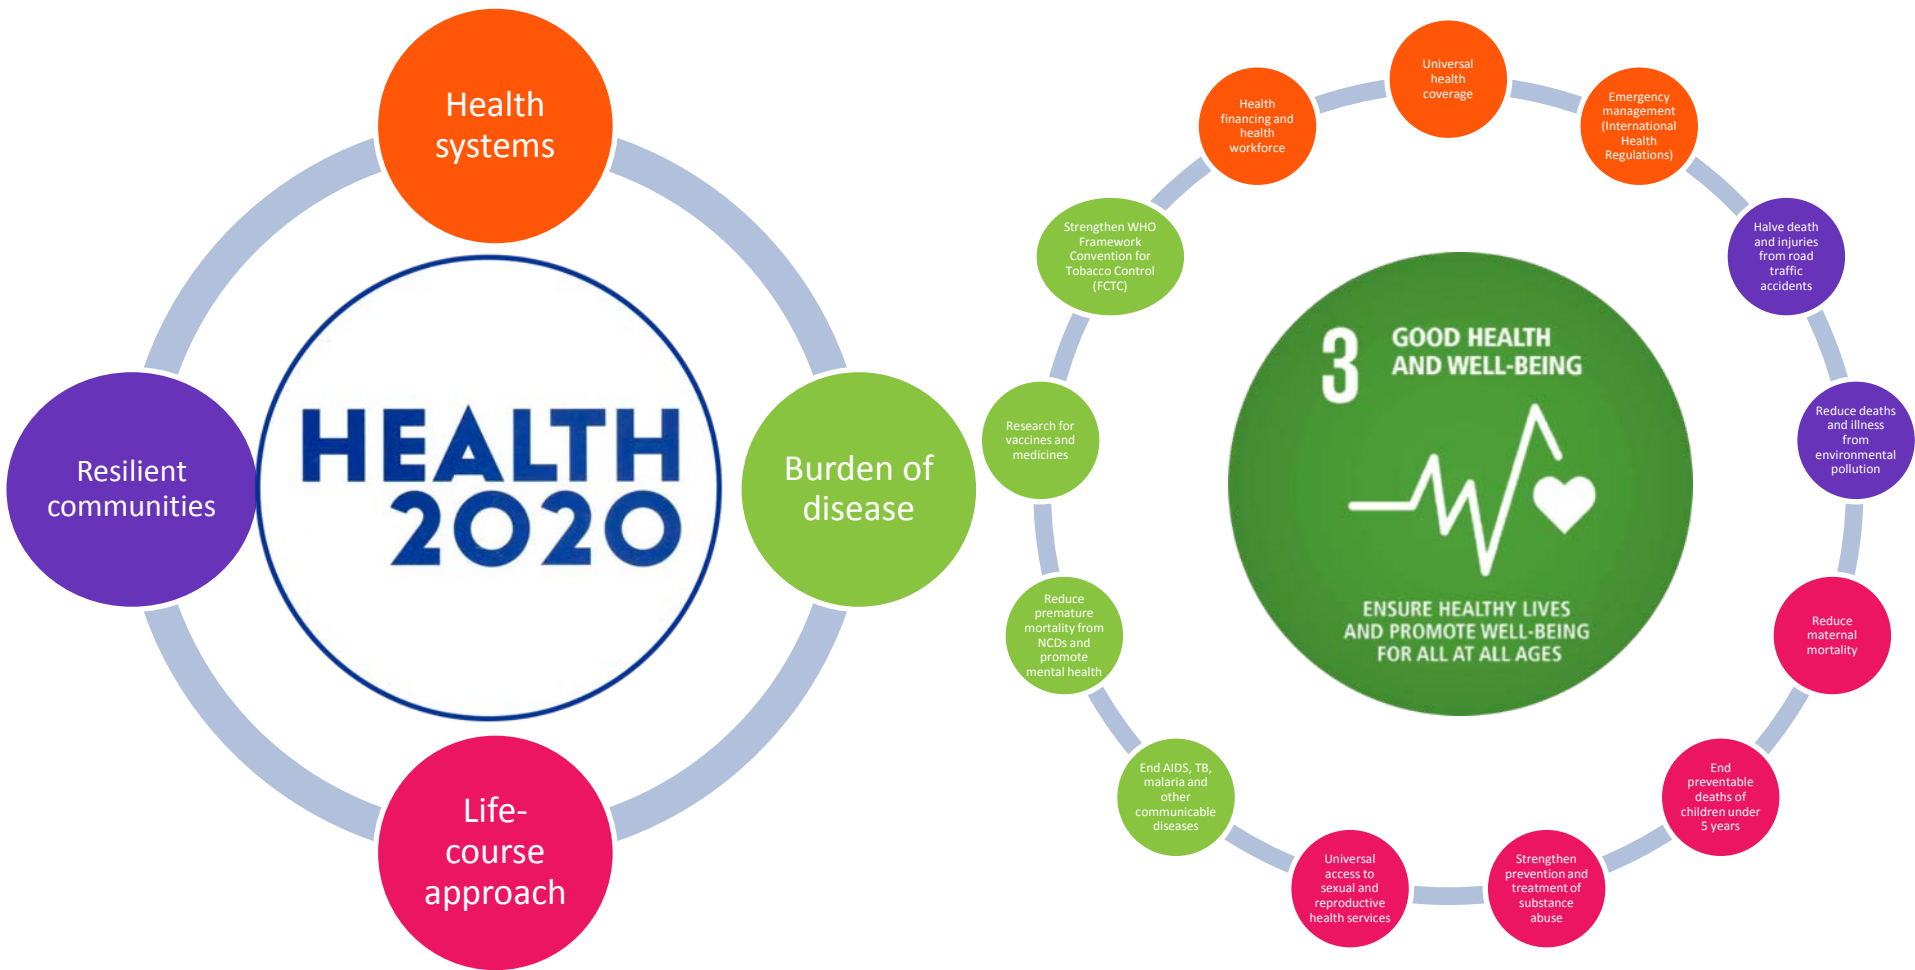 Health
systems
Resilient
communities
HEALTH
2020
Burden of
disease
Life-
course
approach
Universal
health
coverage
Emergency
management
(International
Health
Regulations)
Halve death
and injuries
from road
traffic
accidents
Reduce deaths
and illness
from
environmental
pollution
Reduce
maternal
mortality
End
preventable
deaths of
children under
5 years
Strengthen
prevention and
treatment of
substance
abuse
Universal
access to
sexual and
reproductive
health services
End AIDS, TB,
malaria and
other
communicable
diseases
Reduce
premature
mortality from
NCDs and
promote
mental health
Research for
vaccines and
medicines
Strengthen WHO
Framework
Convention for
Tobacco Control
(FCTC)
Health
financing and
health
workforce
3 GOOD HEALTH
AND WELL-BEING
ENSURE HEALTHY LIVES
AND PROMOTE WELL-BEING
FOR ALL AT ALL AGES